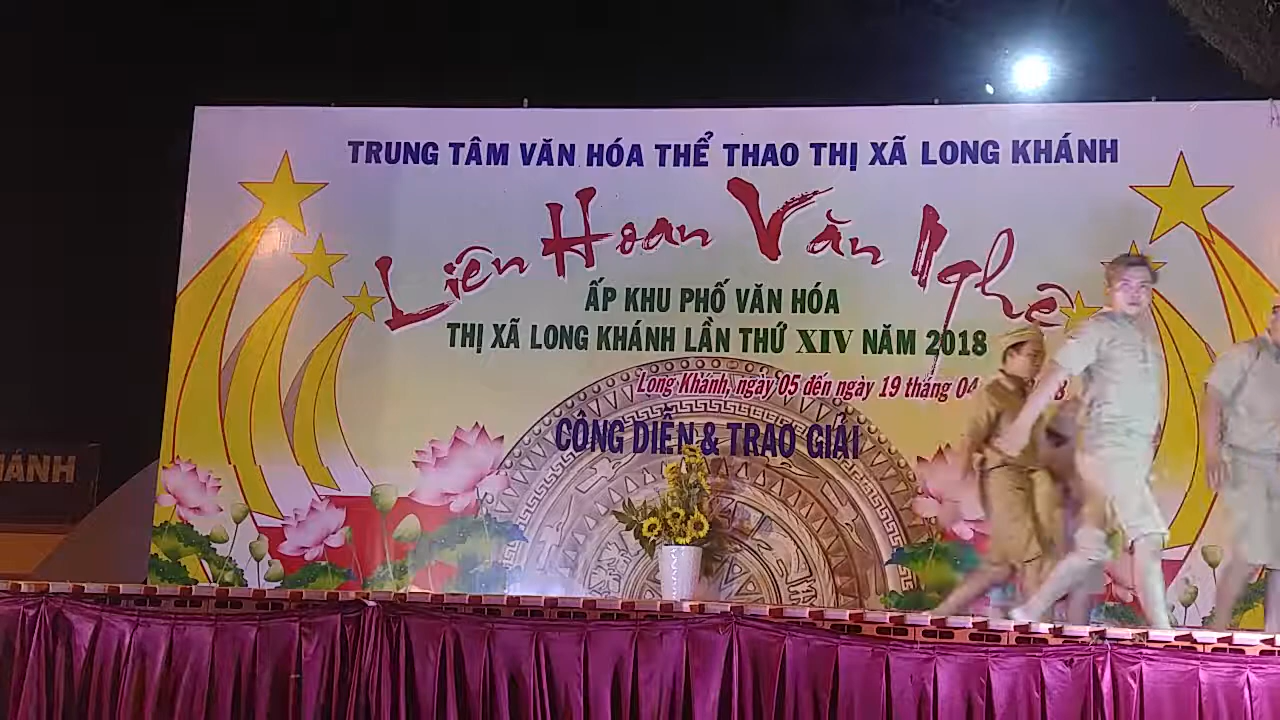 TRUNG TÂM VĂN HÓA THỂ THAO THỊ XÃ LONG KHÁNH
Liên Hoan Văn Nghệ
ẤP KHU PHỐ VĂN HÓA
THỊ XÃ LONG KHÁNH LẦN THỨ XIV NĂM 2018
Long Khánh, ngày 05 đến ngày 19 tháng 04
CÔNG DIỄN & TRAO GIẢI
HÁNH